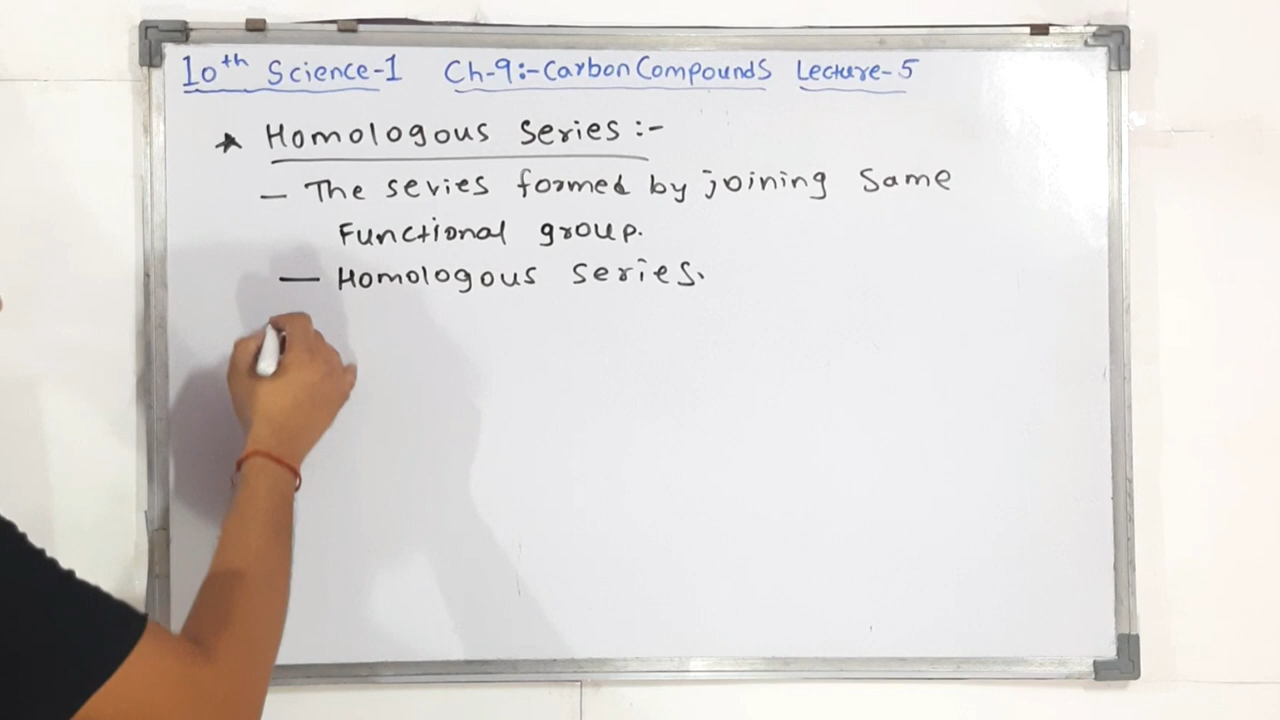 10th Science-1 Ch-9:- Carbon Compounds Lecture-5
★ Homologous Series:-
– The series formed by joining Same
Functional group.
— Homologous series.